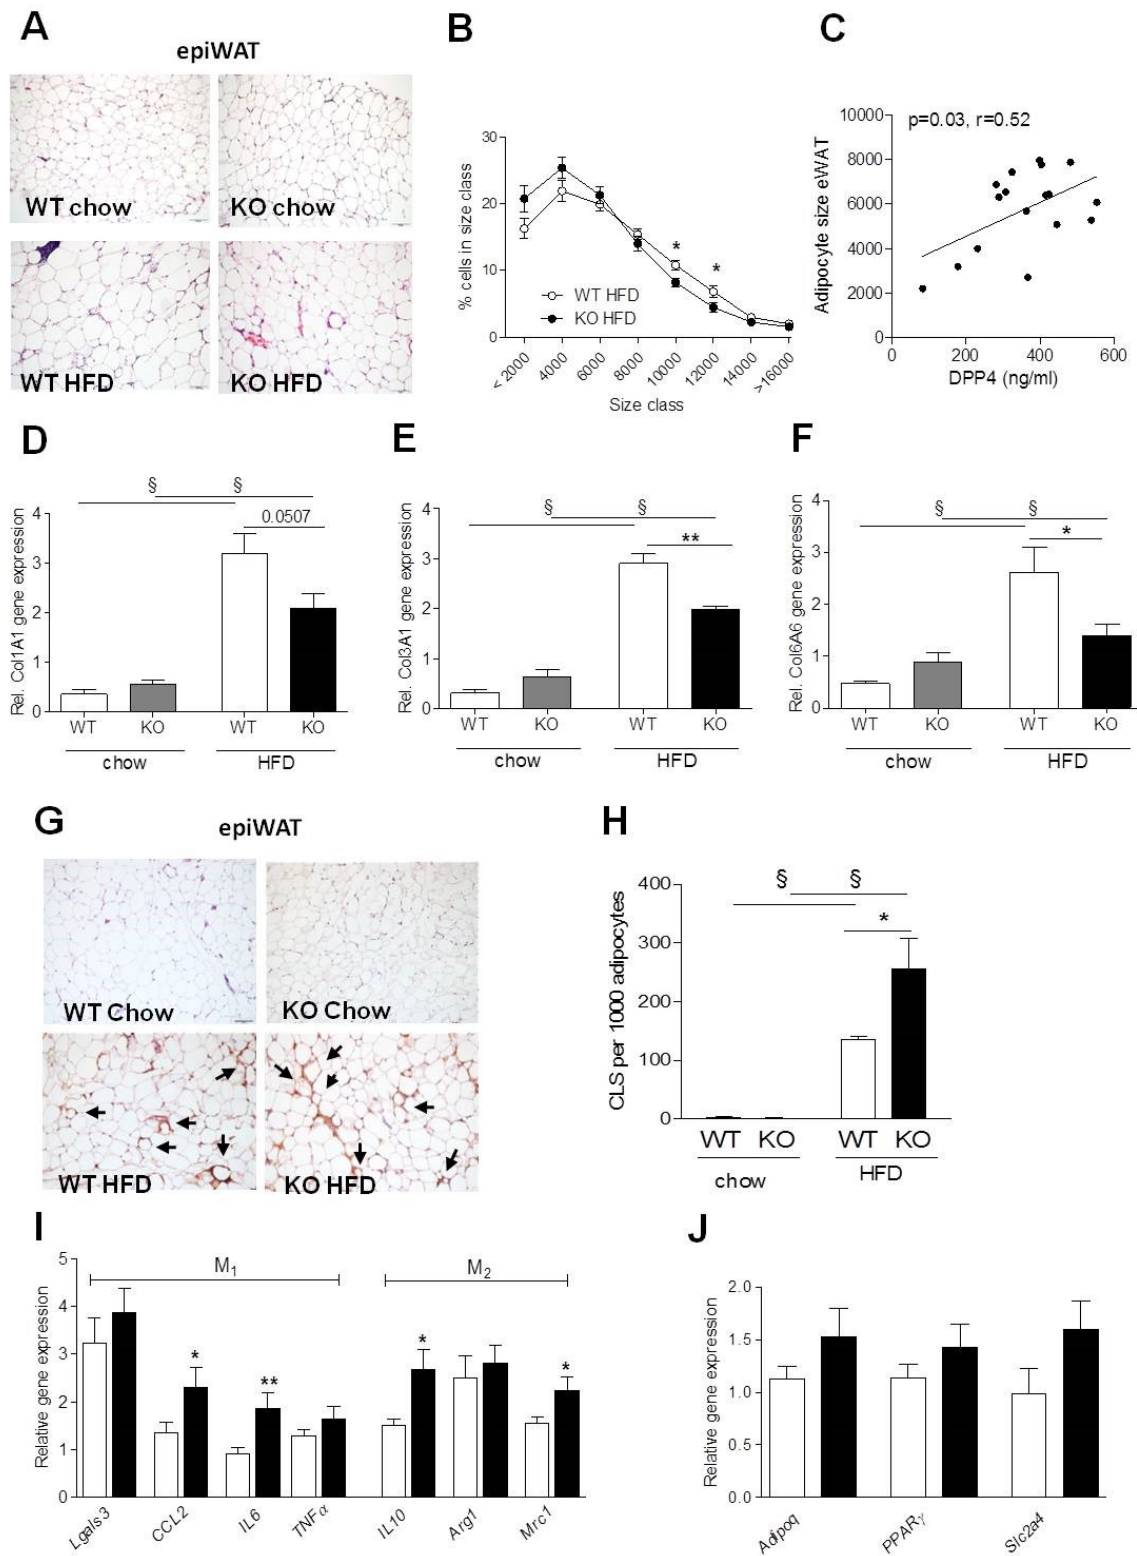 A
epiWAT
WT chow
KO chow
WT HFD
KO HFD
B
% cells in size class
30
20
10
0
*
*
WT HFD
KO HFD
< 2000
4000
6000
8000
10000
12000
14000
>16000
Size class
C
Adipocyte size eWAT
10000
8000
6000
4000
2000
0
p=0.03, r=0.52
0
200
400
600
DPP4 (ng/ml)
D
Rel. Col1A1 gene expression
4
3
2
1
0
§
§
0.0507
WT
KO
WT
KO
chow
HFD
E
Rel. Col3A1 gene expression
4
3
2
1
0
§
§
**
WT
KO
WT
KO
chow
HFD
F
Rel. Col6A6 gene expression
4
3
2
1
0
§
§
*
WT
KO
WT
KO
chow
HFD
G
epiWAT
WT Chow
KO Chow
WT HFD
KO HFD
H
CLS per 1000 adipocytes
400
300
200
100
0
§
§
*
WT
KO
WT
KO
chow
HFD
I
Relative gene expression
5
4
3
2
1
0
M1
M2
*
**
*
*
Lgals3
CCL2
IL6
TNFα
IL10
Arg1
Mrc1
J
Relative gene expression
2.0
1.5
1.0
0.5
0.0
Adipoq
PPARγ
Slc2a4